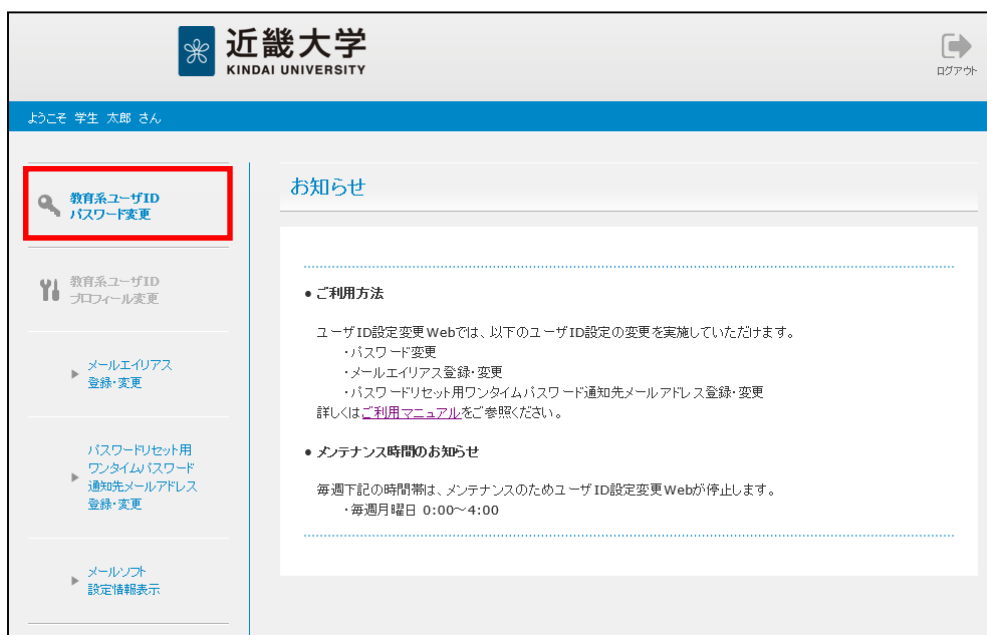 近畿大学
KINDAI UNIVERSITY
ログアウト
ようこそ 学生 太郎 さん
教育系ユーザID
パスワード変更
教育系ユーザID
プロフィール変更
メールエイリアス
登録・変更
パスワードリセット用
ワンタイムパスワード
通知先メールアドレス
登録・変更
メールソフト
設定情報表示
お知らせ
● ご利用方法
ユーザID設定変更Webでは、以下のユーザID設定の変更を実施していただけます。
・パスワード変更
・メールエイリアス登録・変更
・パスワードリセット用ワンタイムパスワード通知先メールアドレス登録・変更
詳しくはご利用マニュアルをご参照ください。
● メンテナンス時間のお知らせ
毎週下記の時間帯は、メンテナンスのためユーザID設定変更Webが停止します。
・毎週月曜日 0:00～4:00